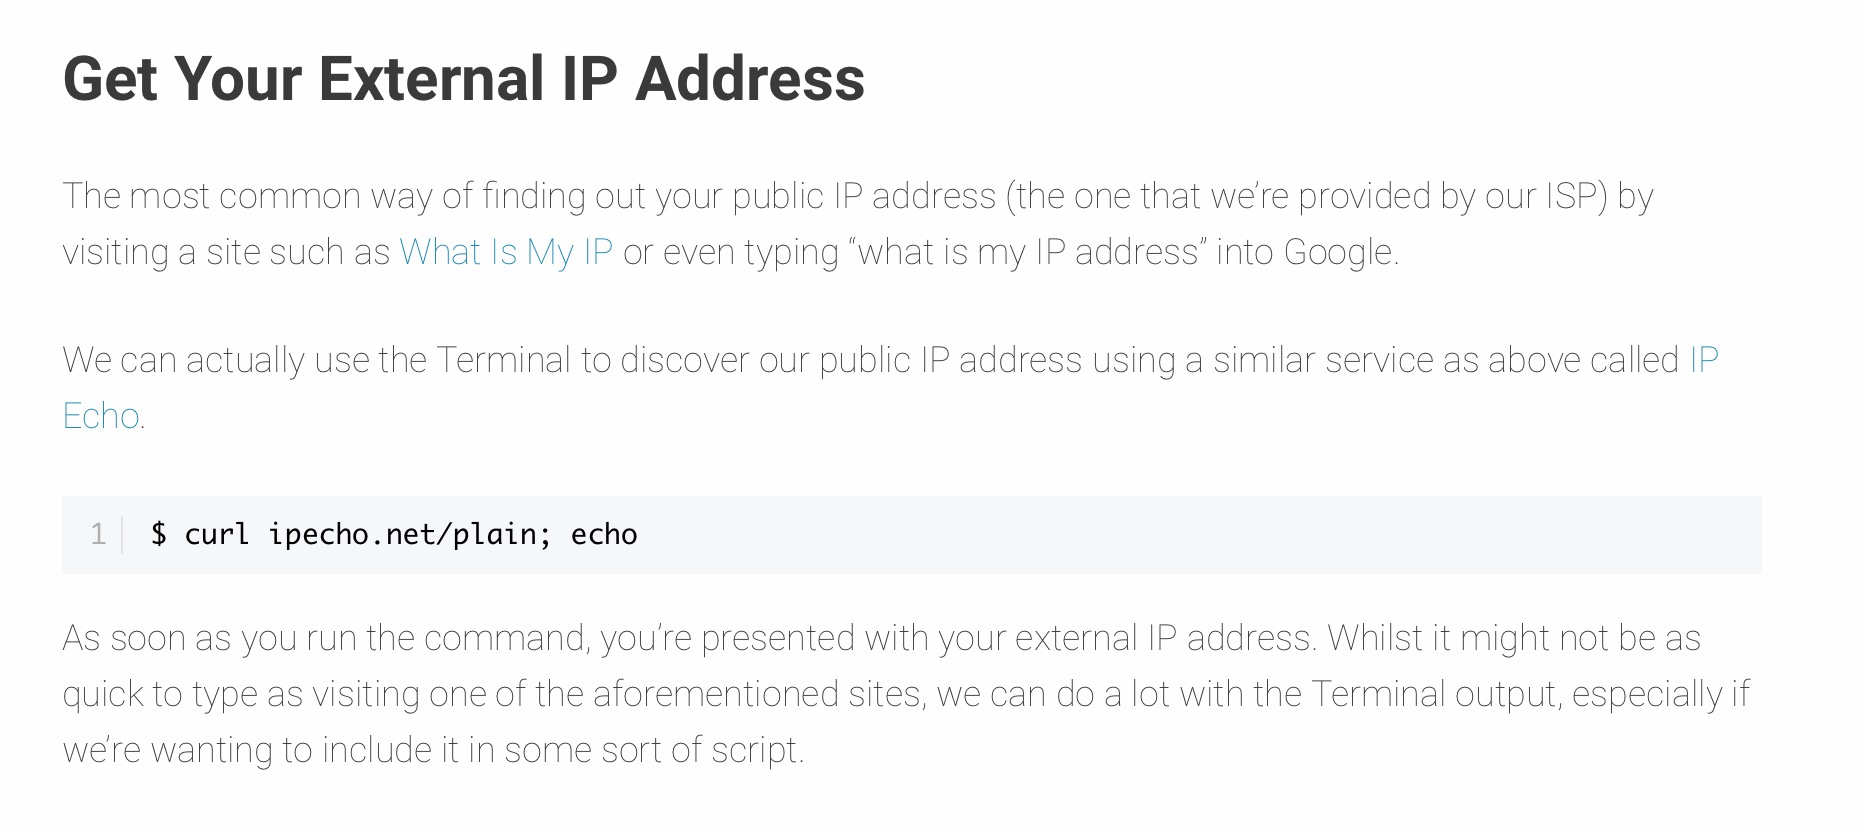 Get Your External IP Address
The most common way of finding out your public IP address (the one that we’re provided by our ISP) by
visiting a site such as What Is My IP or even typing “what is my IP address” into Google.
We can actually use the Terminal to discover our public IP address using a similar service as above called IP
Echo.
1 $ curl ipecho.net/plain; echo
As soon as you run the command, you’re presented with your external IP address. Whilst it might not be as
quick to type as visiting one of the aforementioned sites, we can do a lot with the Terminal output, especially if
we’re wanting to include it in some sort of script.